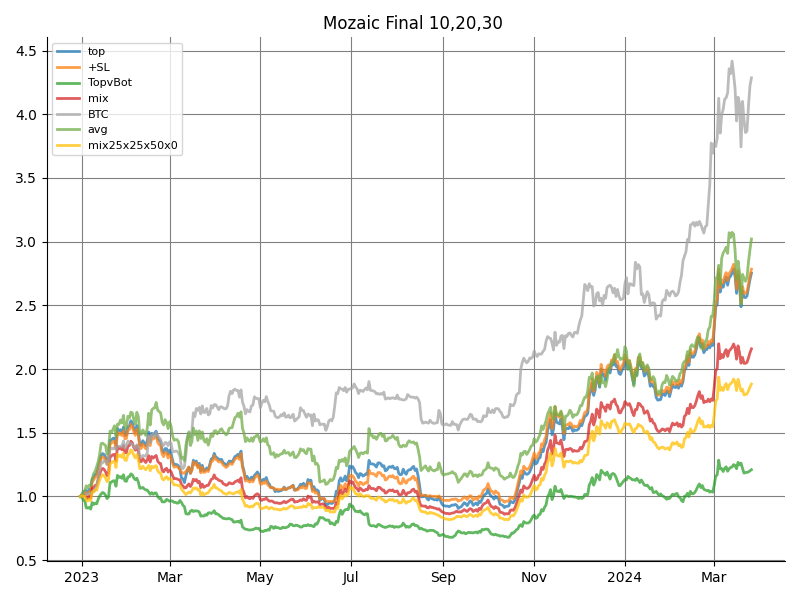 Mozaic Final 10,20,30
top
+SL
TopvBot
mix
BTC
avg
mix25x25x50x0
4.5
4.0
3.5
3.0
2.5
2.0
1.5
1.0
0.5
2023 Mar May Jul Sep Nov 2024 Mar